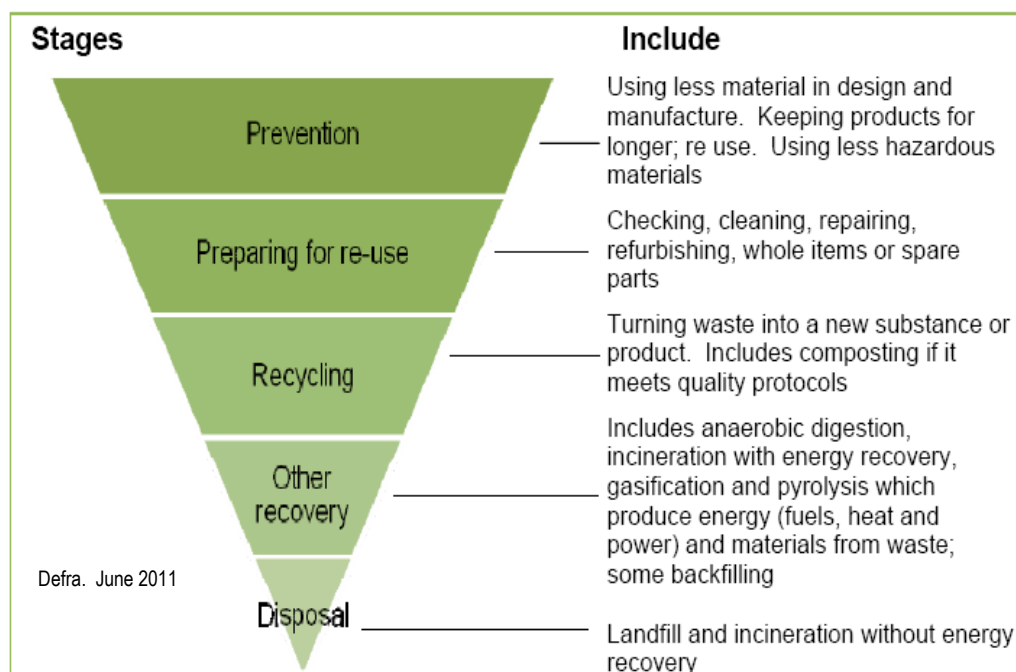 Stages
Include
Prevention
Using less material in design and
manufacture.  Keeping products for
longer; re use.  Using less hazardous
materials
Preparing for re-use
Checking, cleaning, repairing,
refurbishing, whole items or spare
parts
Recycling
Turning waste into a new substance or
product.  Includes composting if it
meets quality protocols
Other
recovery
Includes anaerobic digestion,
incineration with energy recovery,
gasification and pyrolysis which
produce energy (fuels, heat and
power) and materials from waste;
some backfilling
Defra.  June 2011
Disposal
Landfill and incineration without energy
recovery